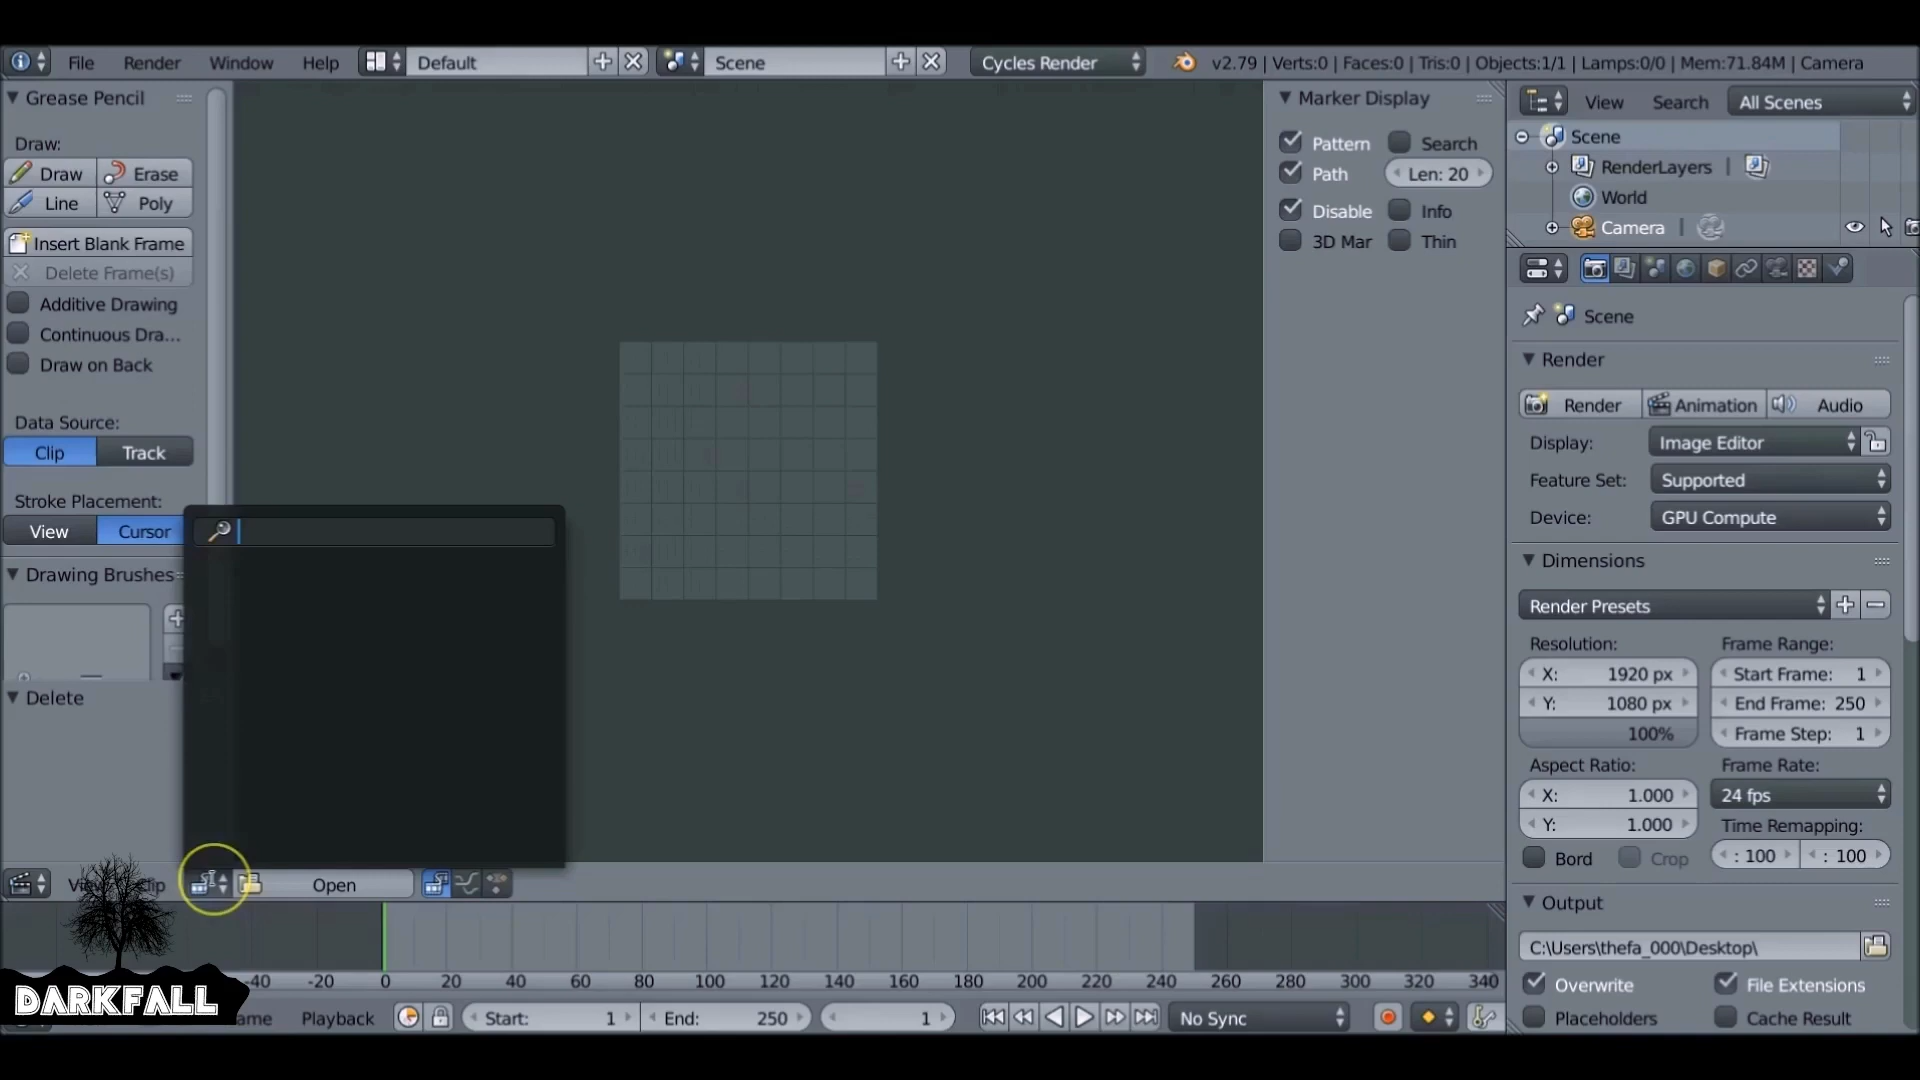 File Render Window Help Default Scene Cycles Render v2.79 | Verts:0 | Faces:0 | Tris:0 | Objects:1/1 | Lamps:0/0 | Mem:71.84M | Camera
Grease Pencil
Draw:
Draw Erase
Line Poly
Insert Blank Frame
Delete Frame(s)
Additive Drawing
Continuous Dra...
Draw on Back
Data Source:
Clip Track
Stroke Placement:
View Cursor
Drawing Brushes
Delete
Marker Display
Pattern Search
Path Len: 20
Disable Info
3D Mar Thin
View Search All Scenes
Scene
RenderLayers |
World
Camera |
Scene
Render
Render Animation Audio
Display: Image Editor
Feature Set: Supported
Device: GPU Compute
Dimensions
Render Presets
Resolution: Frame Range:
X: 1920 px Start Frame: 1
Y: 1080 px End Frame: 250
100% Frame Step: 1
Aspect Ratio: Frame Rate:
X: 1.000 24 fps
Y: 1.000 Time Remapping:
Bord Crop : 100 : 100
Output
C:\Users\thefa_000\Desktop\
Overwrite File Extensions
Placeholders Cache Result
Open
-40 -20 0 20 40 60 80 100 120 140 160 180 200 220 240 260 280 300 320 340
DARKFALL
ame Playback Start: 1 End: 250 1 No Sync